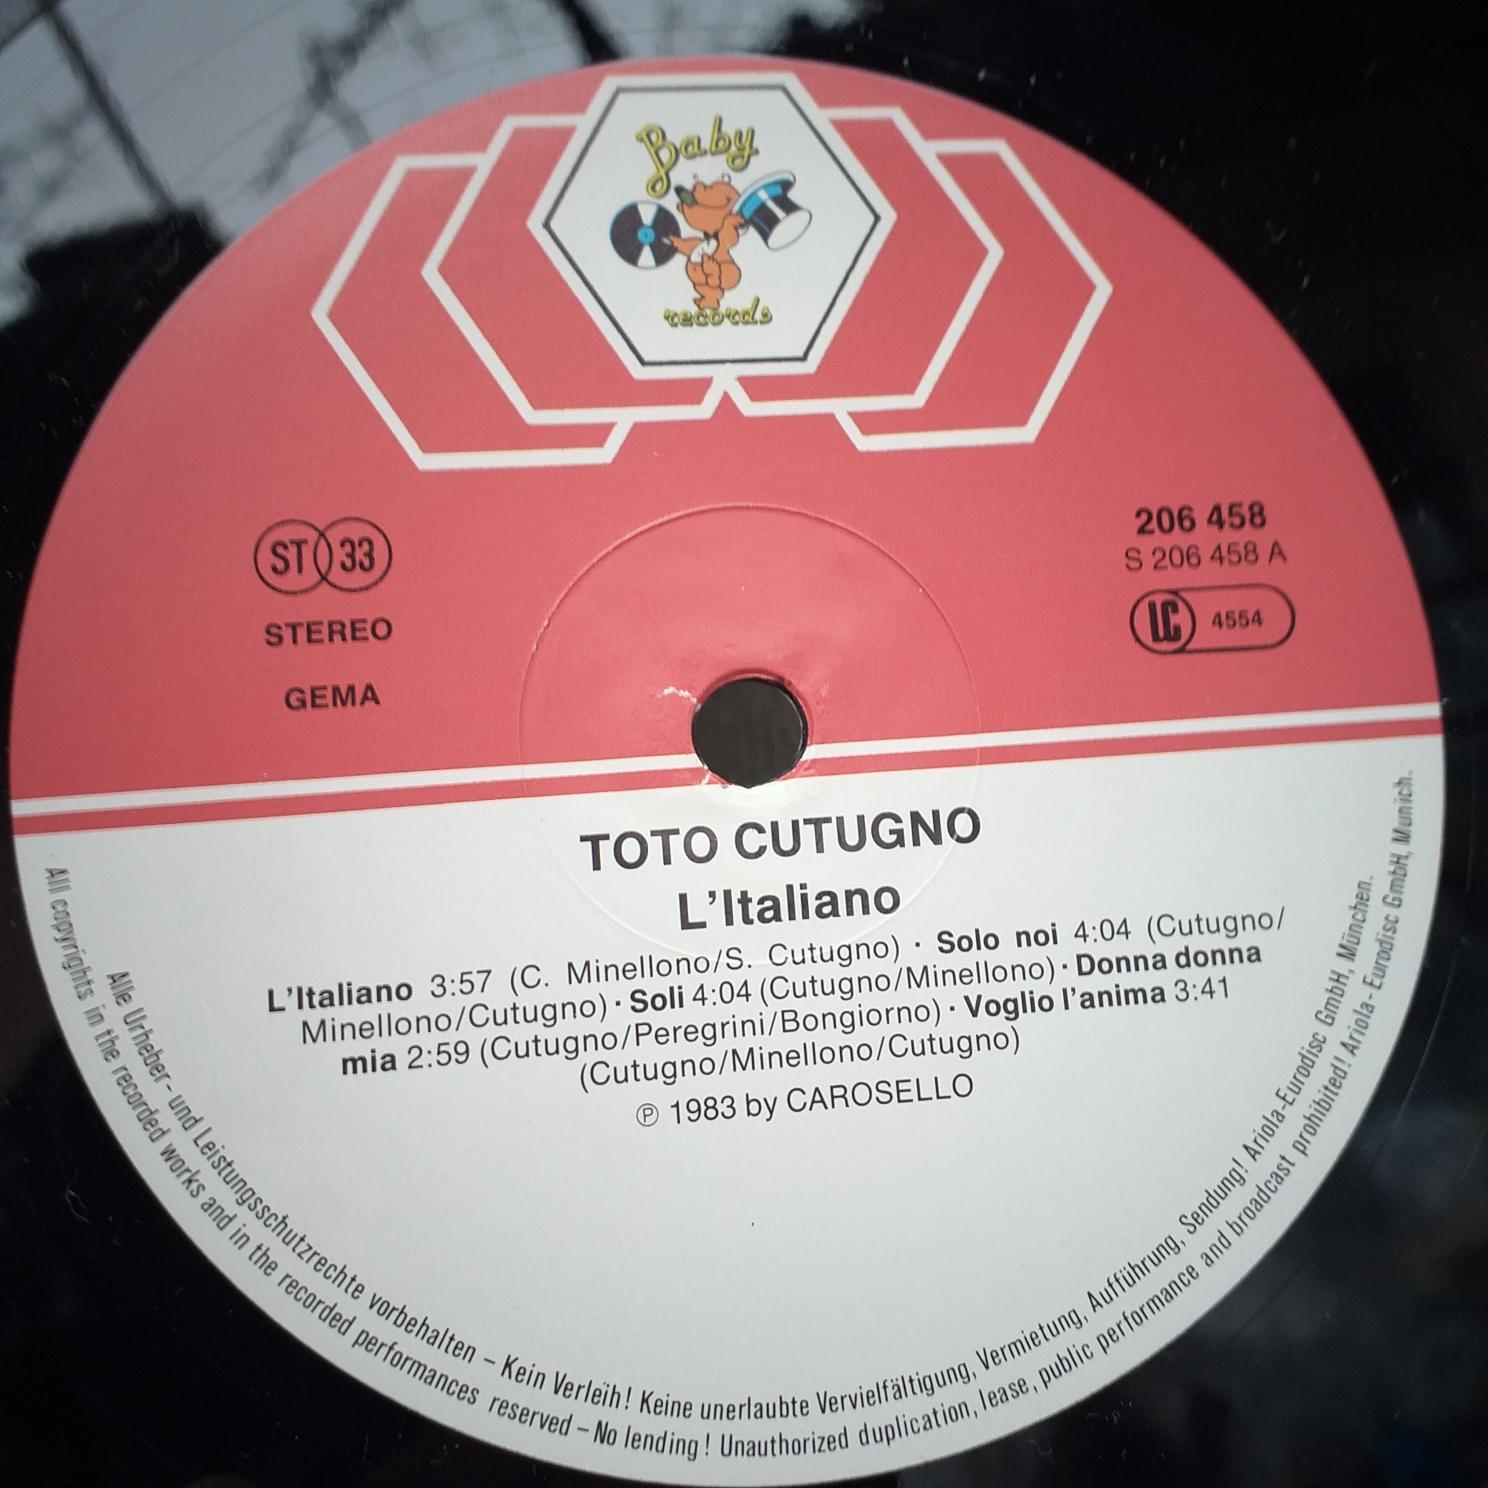 Baby
records
ST 33
STEREO
GEMA
206 458
S 206 458 A
LC 4554
TOTO CUTUGNO
L'Italiano
L'Italiano 3:57 (C. Minellono/S. Cutugno) · Solo noi 4:04 (Cutugno/
Minellono/Cutugno) · Soli 4:04 (Cutugno/Minellono) · Donna donna
mia 2:59 (Cutugno/Peregrini/Bongiorno) · Voglio l'anima 3:41
(Cutugno/Minellono/Cutugno)
℗ 1983 by CAROSELLO
Alle Urheber- und Leistungsschutzrechte vorbehalten – Kein Verleih! Keine unerlaubte Vervielfältigung, Vermietung, Aufführung, Sendung! Ariola-Eurodisc GmbH, München.
All copyrights in the recorded works and in the recorded performances reserved – No lending! Unauthorized duplication, lease, public performance and broadcast prohibited! Ariola-Eurodisc GmbH, Munich.